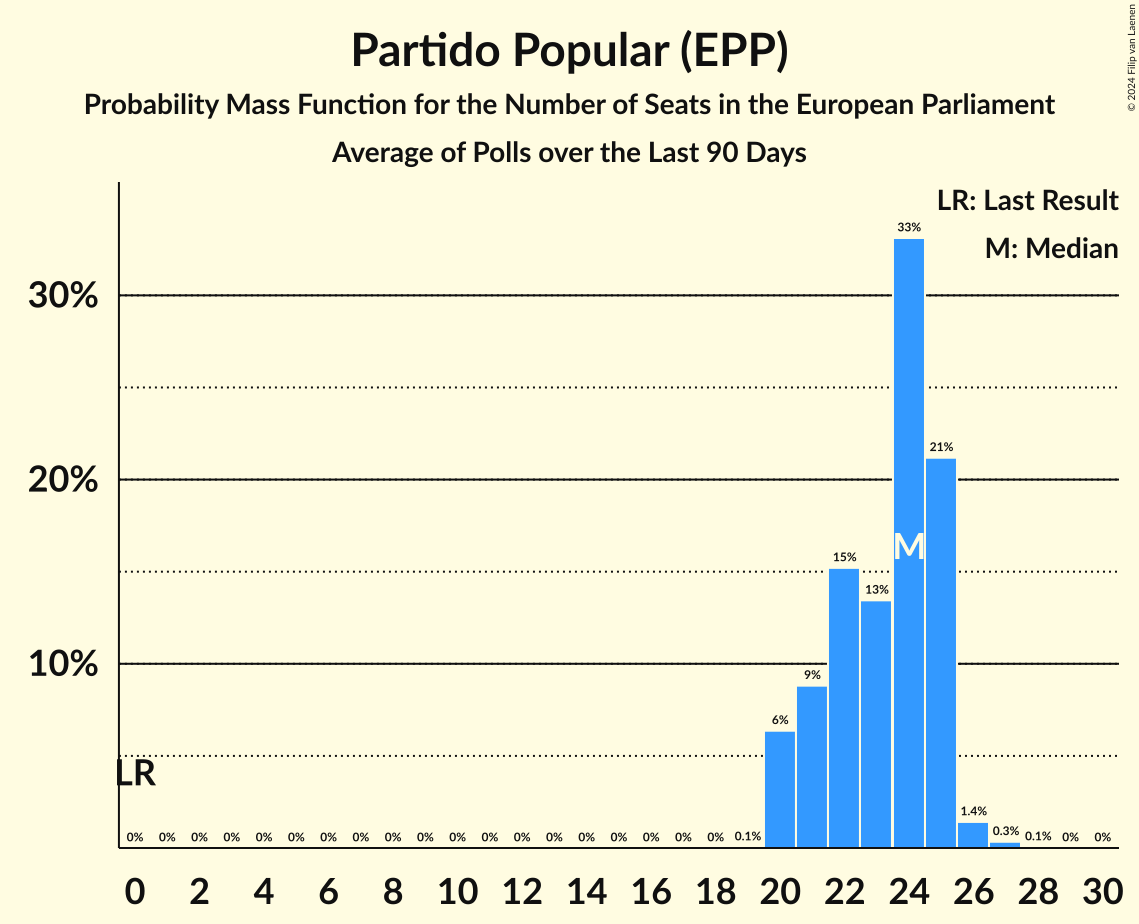 Partido Popular (EPP)
Probability Mass Function for the Number of Seats in the European Parliament
Average of Polls over the Last 90 Days
© 2024 Filip van Laenen
LR: Last Result
M: Median
30%
20%
10%
33%
21%
M
15%
13%
9%
6%
LR
0% 0% 0% 0% 0% 0% 0% 0% 0% 0% 0% 0% 0% 0% 0% 0% 0% 0% 0% 0.1% 1.4% 0.3% 0.1% 0% 0%
0 2 4 6 8 10 12 14 16 18 20 22 24 26 28 30